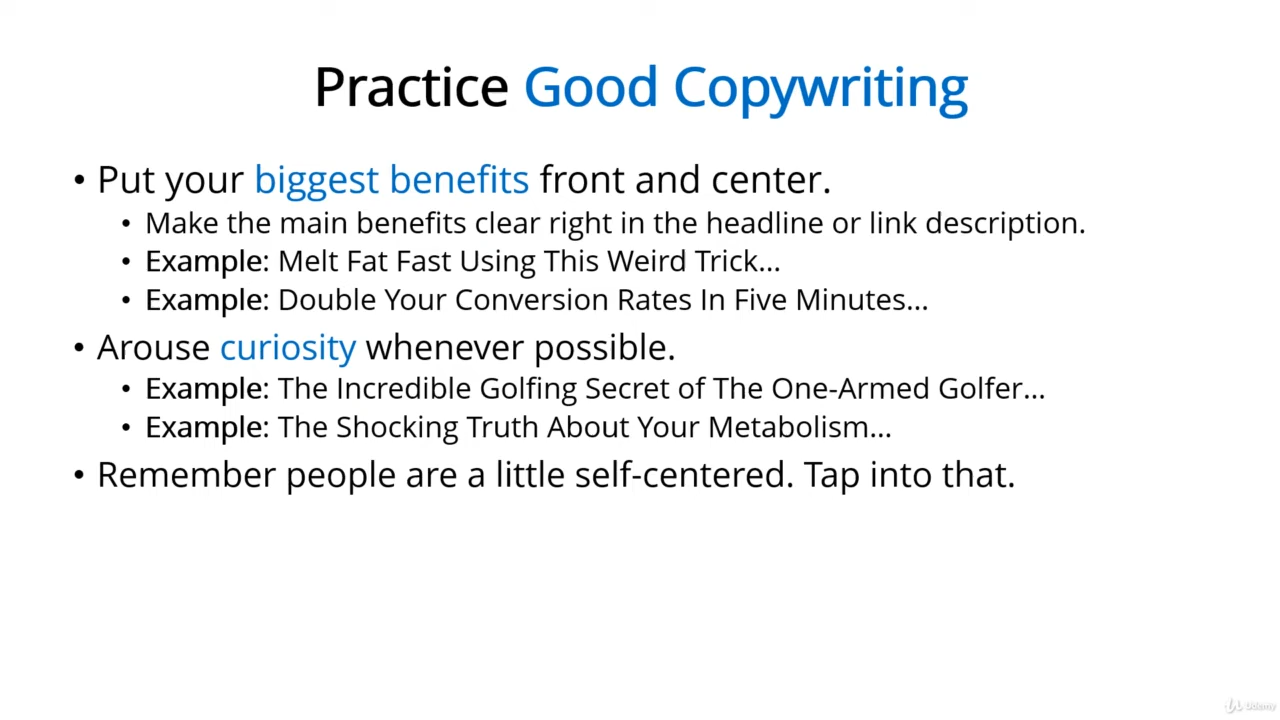 Practice Good Copywriting
• Put your biggest benefits front and center.
• Make the main benefits clear right in the headline or link description.
• Example: Melt Fat Fast Using This Weird Trick...
• Example: Double Your Conversion Rates In Five Minutes...
• Arouse curiosity whenever possible.
• Example: The Incredible Golfing Secret of The One-Armed Golfer...
• Example: The Shocking Truth About Your Metabolism...
• Remember people are a little self-centered. Tap into that.
Udemy